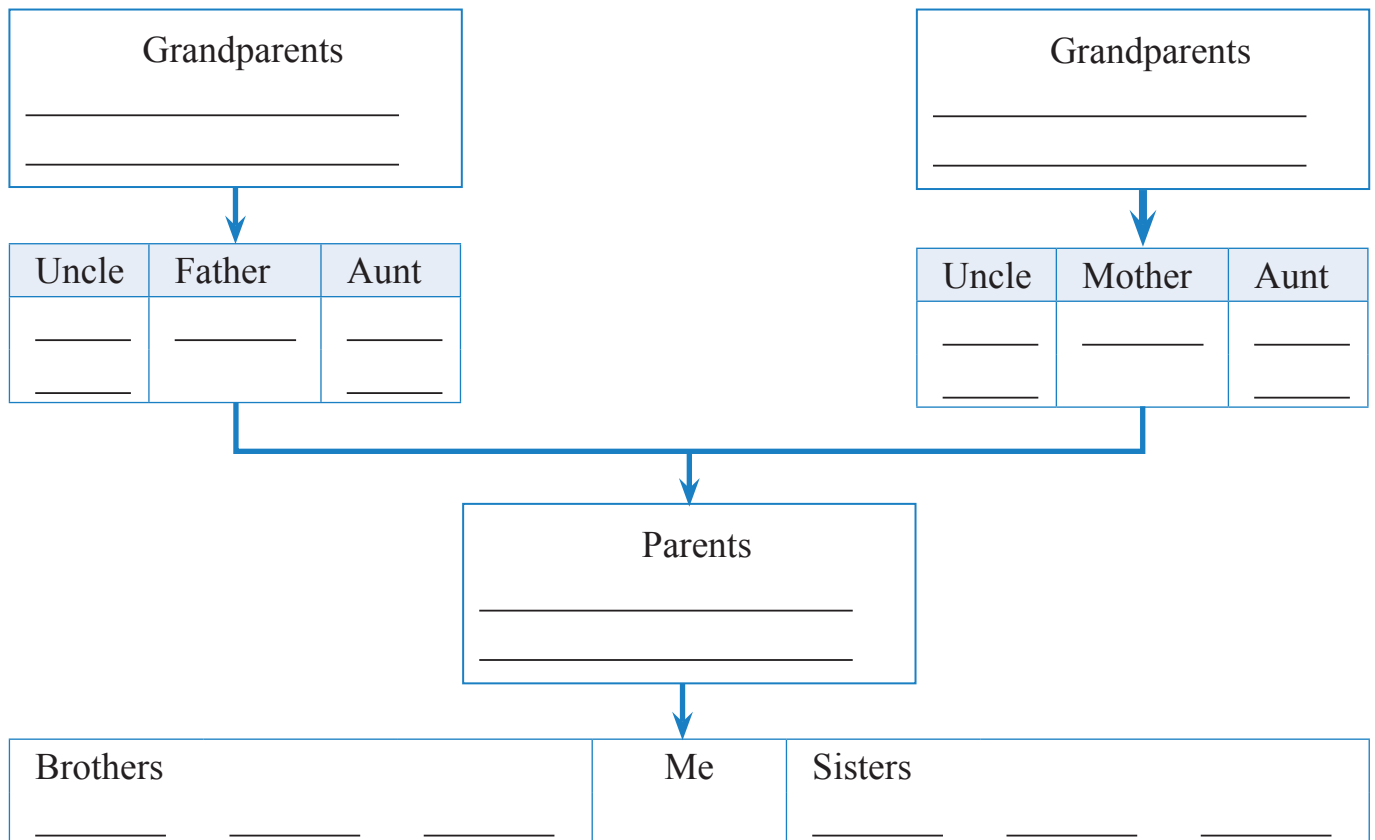 Grandparents
Grandparents
Uncle Father Aunt
Uncle Mother Aunt
Parents
Brothers Me Sisters